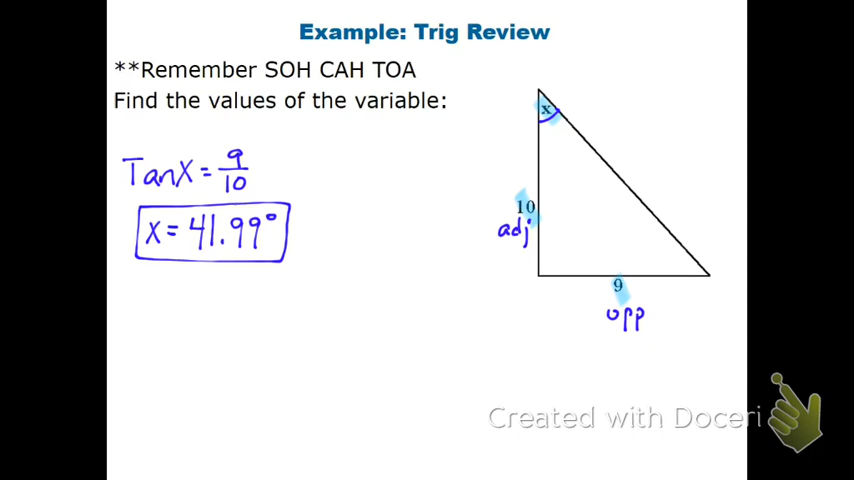 Example: Trig Review
**Remember SOH CAH TOA
Find the values of the variable:
x
Tanx = 9/10
x = 41.99°
10
adj
9
opp
Created with Doceri